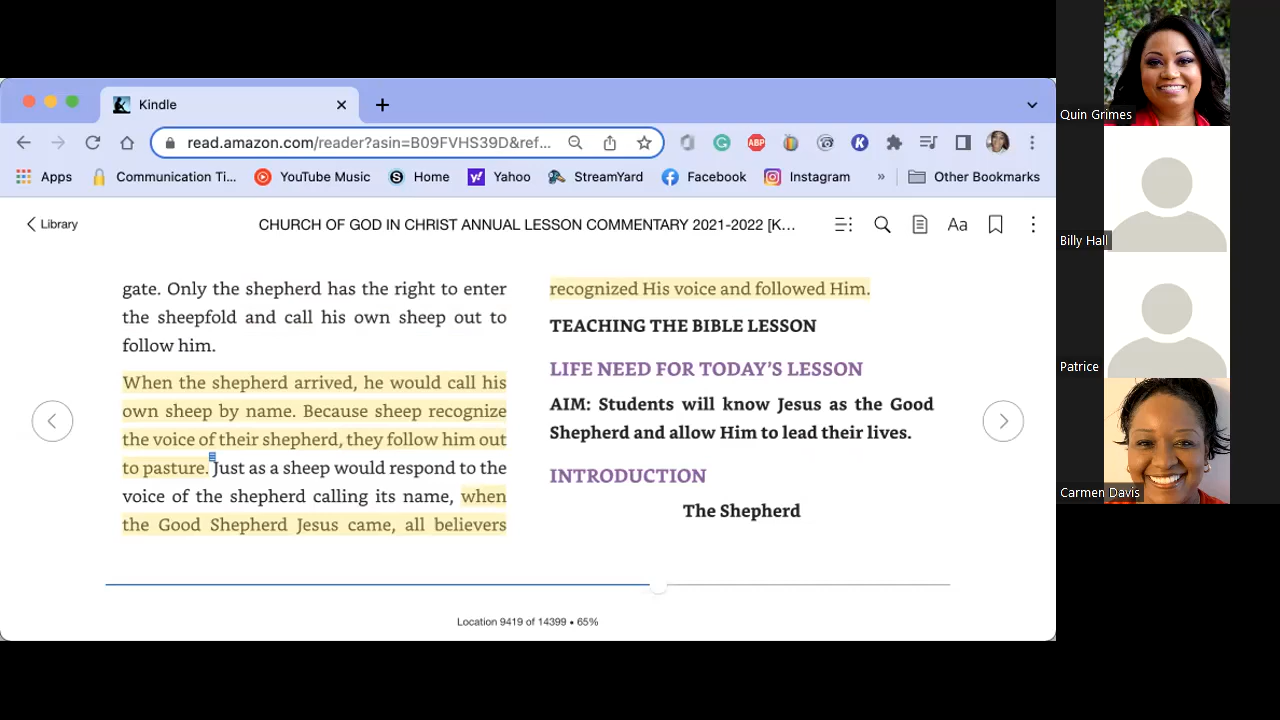 Kindle
read.amazon.com/reader?asin=B09FVHS39D&ref...
Apps
Communication Ti...
YouTube Music
Home
Yahoo
StreamYard
Facebook
Instagram
»
Other Bookmarks
Library
CHURCH OF GOD IN CHRIST ANNUAL LESSON COMMENTARY 2021-2022 [K...
Aa
gate. Only the shepherd has the right to enter
the sheepfold and call his own sheep out to
follow him.
When the shepherd arrived, he would call his
own sheep by name. Because sheep recognize
the voice of their shepherd, they follow him out
to pasture. Just as a sheep would respond to the
voice of the shepherd calling its name, when
the Good Shepherd Jesus came, all believers
recognized His voice and followed Him.
TEACHING THE BIBLE LESSON
LIFE NEED FOR TODAY'S LESSON
AIM: Students will know Jesus as the Good
Shepherd and allow Him to lead their lives.
INTRODUCTION
The Shepherd
Location 9419 of 14399 • 65%
Quin Grimes
Billy Hall
Patrice
Carmen Davis
ABP
K